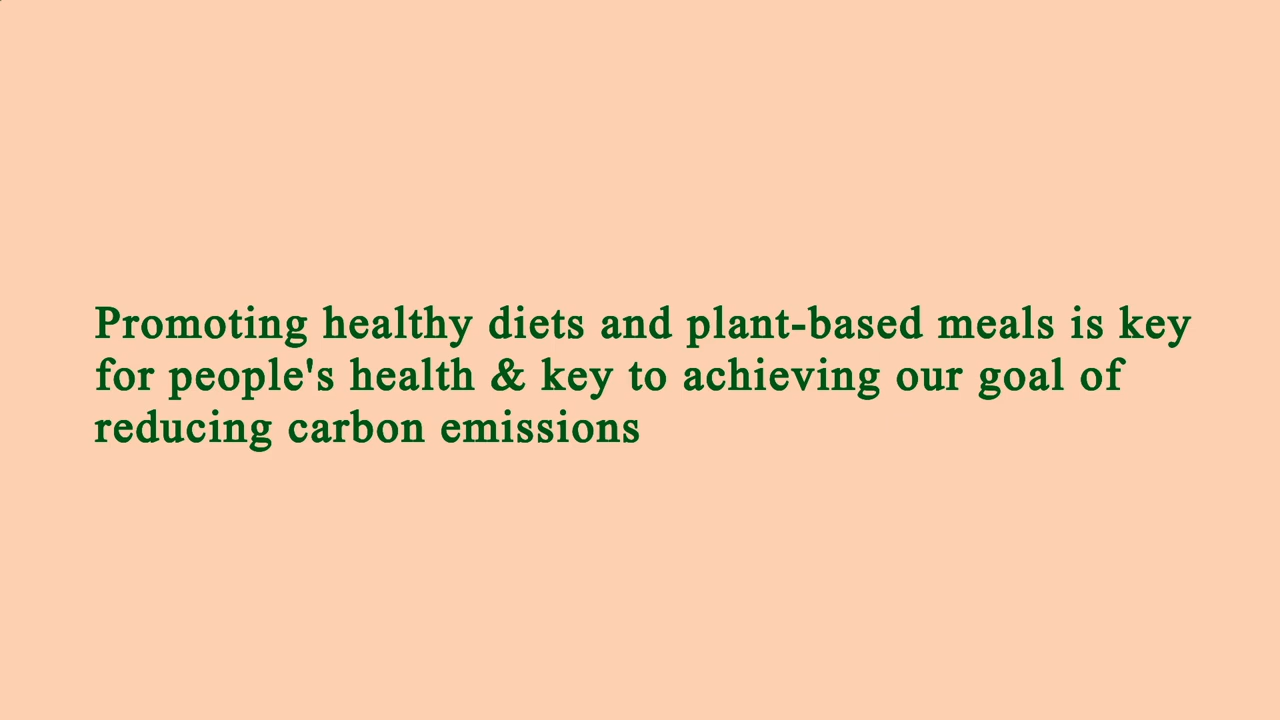 Promoting healthy diets and plant-based meals is key
for people's health & key to achieving our goal of
reducing carbon emissions